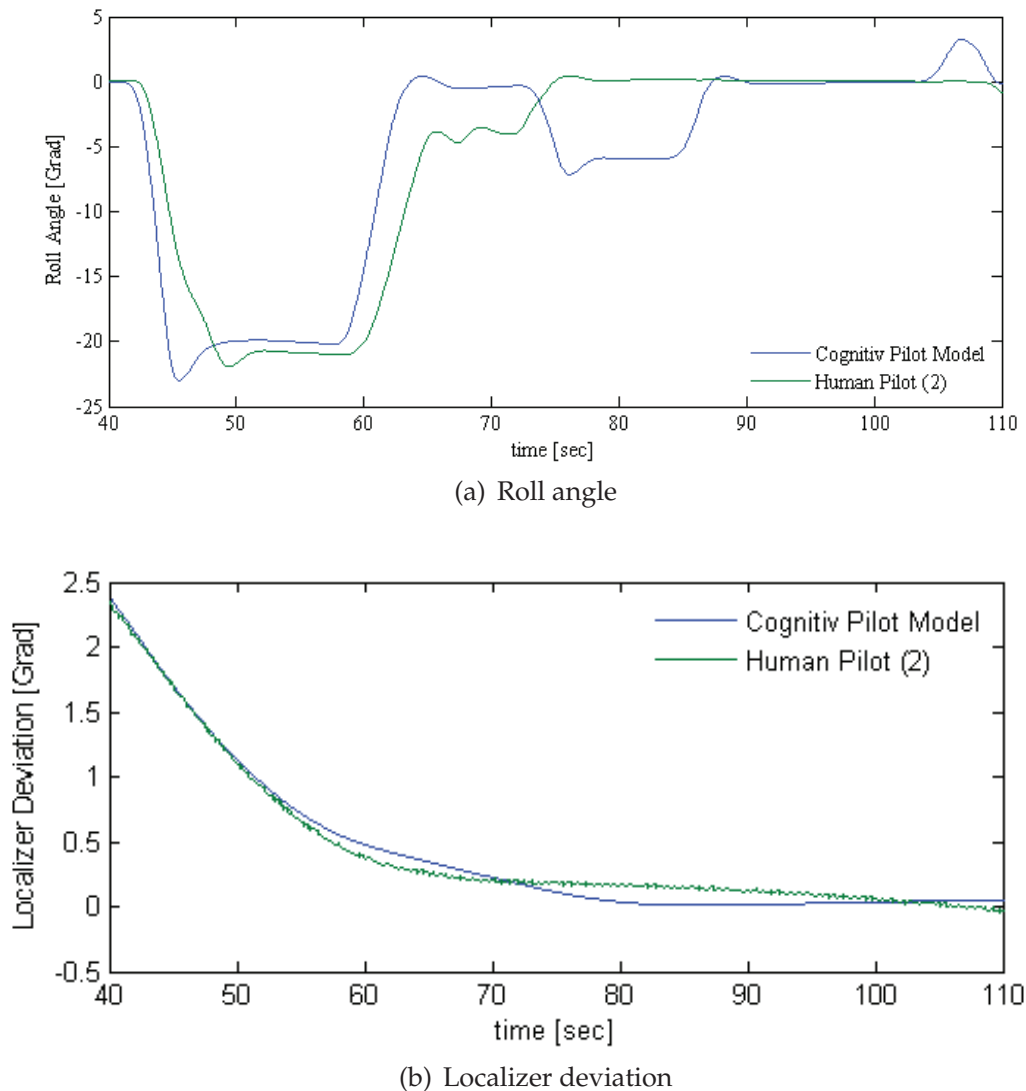 5
0
-5
-10
-15
-20
-25
Roll Angle [Grad]
Cognitiv Pilot Model
Human Pilot (2)
40 50 60 70 80 90 100 110
time [sec]
(a) Roll angle
2.5
2
1.5
1
0.5
0
-0.5
Localizer Deviation [Grad]
Cognitiv Pilot Model
Human Pilot (2)
40 50 60 70 80 90 100 110
time [sec]
(b) Localizer deviation